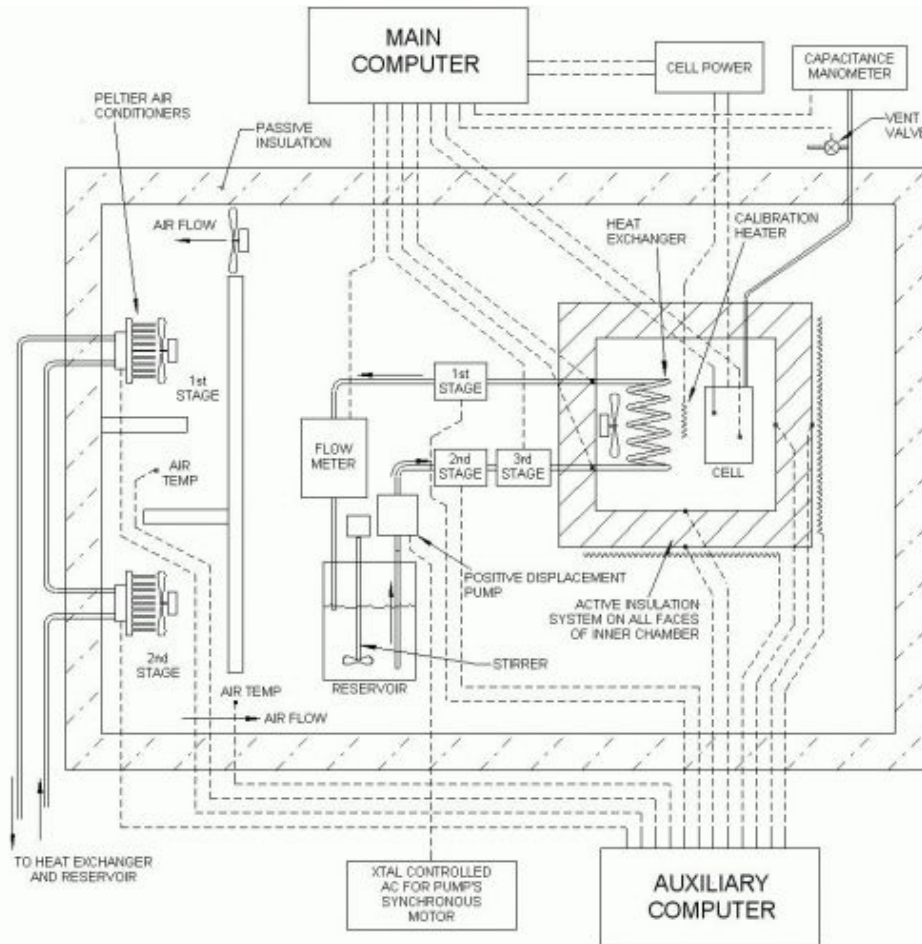 MAIN
COMPUTER
CELL POWER
CAPACITANCE
MANOMETER
PELTIER AIR
CONDITIONERS
PASSIVE
INSULATION
VENT
VALVE
AIR FLOW
HEAT
EXCHANGER
CALIBRATION
HEATER
1st
STAGE
1st
STAGE
FLOW
METER
2nd
STAGE
3rd
STAGE
CELL
AIR
TEMP
POSITIVE DISPLACEMENT
PUMP
ACTIVE INSULATION
SYSTEM ON ALL FACES
OF INNER CHAMBER
STIRRER
RESERVOIR
2nd
STAGE
AIR TEMP
AIR FLOW
TO HEAT EXCHANGER
AND RESERVOIR
XTAL CONTROLLED
AC FOR PUMP'S
SYNCHRONOUS
MOTOR
AUXILIARY
COMPUTER